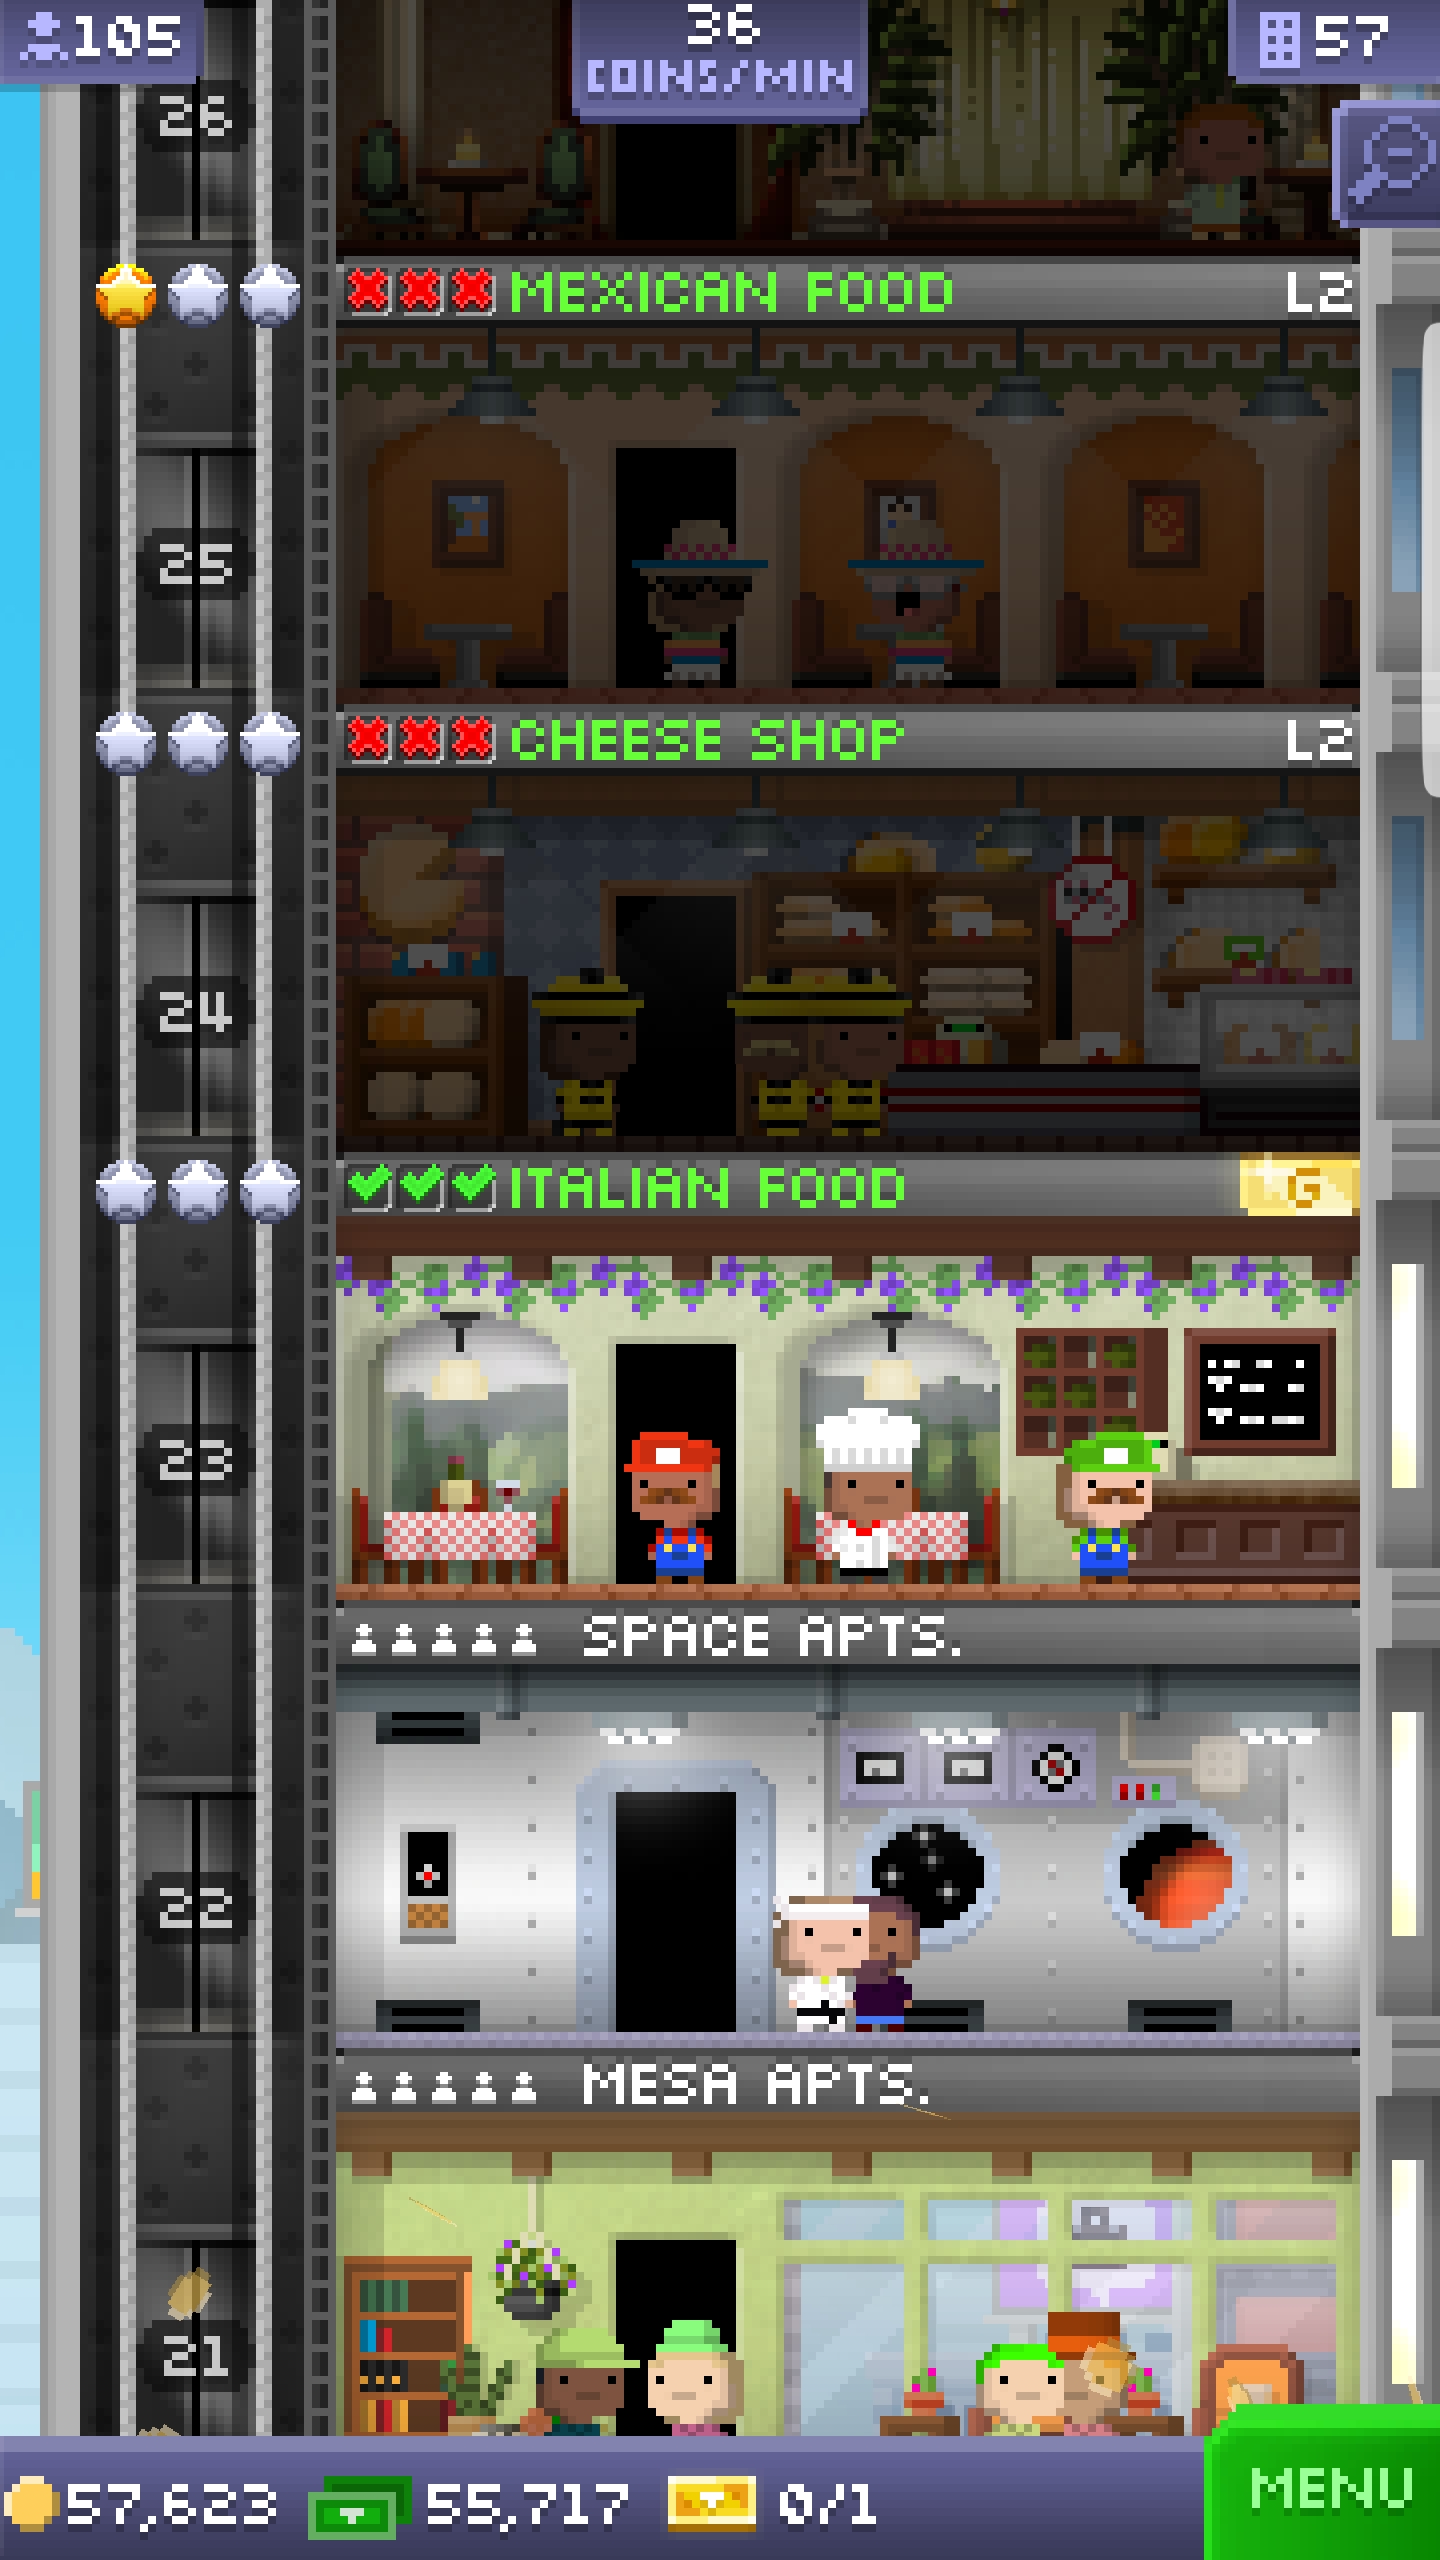 105
36
COINS/MIN
57
26
MEXICAN FOOD L2
25
CHEESE SHOP L2
24
ITALIAN FOOD G
23
SPACE APTS.
22
MESA APTS.
21
57,623 55,717 0/1 MENU